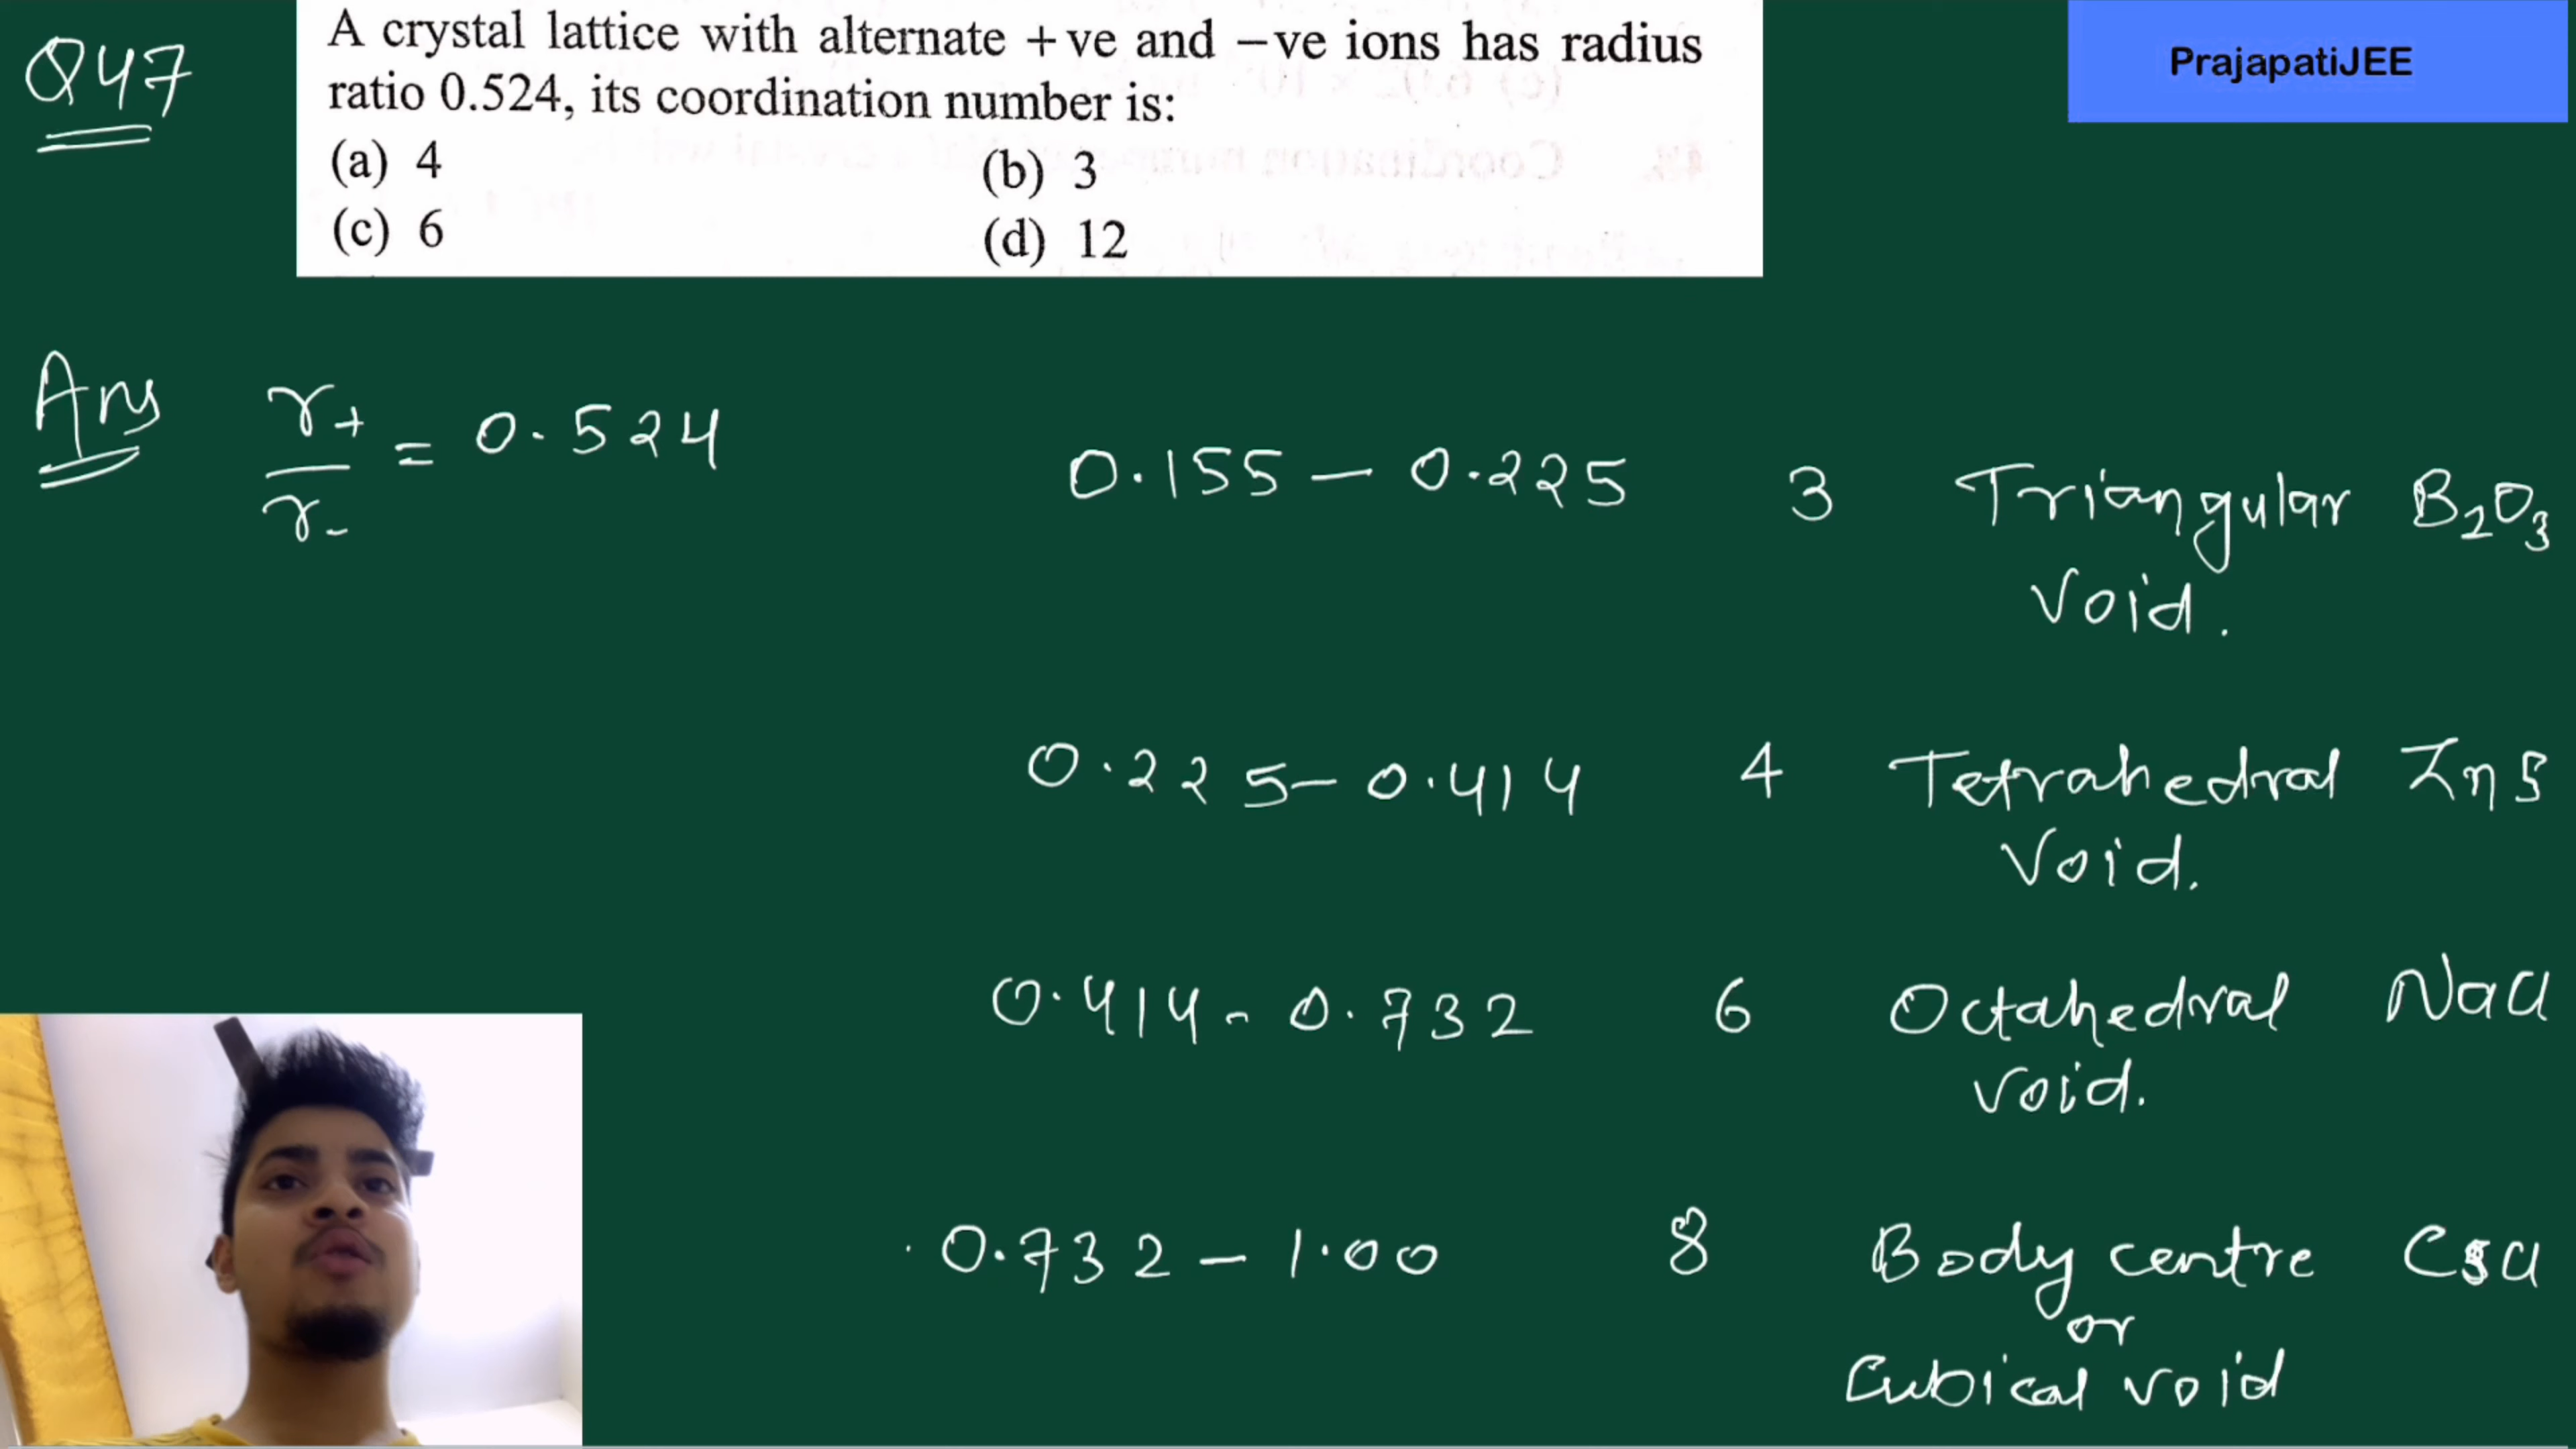 Q47
A crystal lattice with alternate +ve and −ve ions has radius
ratio 0.524, its coordination number is:
(a) 4 (b) 3
(c) 6 (d) 12
PrajapatiJEE
Ans r+/r- = 0.524
0.155 — 0.225 3 Triangular B₂O₃
Void.
0.225 — 0.414 4 Tetrahedral ZnS
Void.
0.414 - 0.732 6 Octahedral NaCl
void.
0.732 — 1.00 8 Body centre CsCl
or
Cubical void